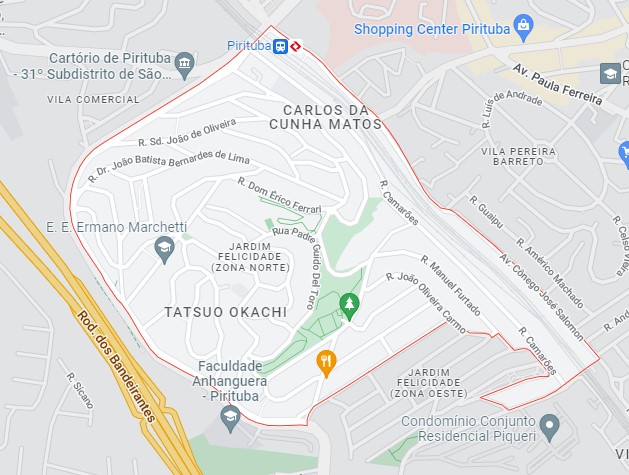 Shopping Center Pirituba
Pirituba
Cartório de Pirituba
- 31º Subdistrito de São...
Av. Paula Ferreira
C
R
VILA COMERCIAL
CARLOS DA
CUNHA MATOS
R. Luís de Andrade
R. Sd. João de Oliveira
VILA PEREIRA
BARRETO
R. Dr. João Batista Bernardes de Lima
R. Dom Érico Ferrari
R. Camarões
R. Guaipu
R. Celso Vieira
E. E. Ermano Marchetti
Rua Padre Guido Del Toro
R. Américo Machado
JARDIM
FELICIDADE
(ZONA NORTE)
R. Manuel Furtado
Av. Cônego José Salomon
R. João Oliveira Carmo
TATSUO OKACHI
Rod. dos Bandeirantes
R. And
R. Camarões
Faculdade
Anhanguera
- Pirituba
R. Sicano
JARDIM
FELICIDADE
(ZONA OESTE)
Condomínio Conjunto
Residencial Piqueri
VI